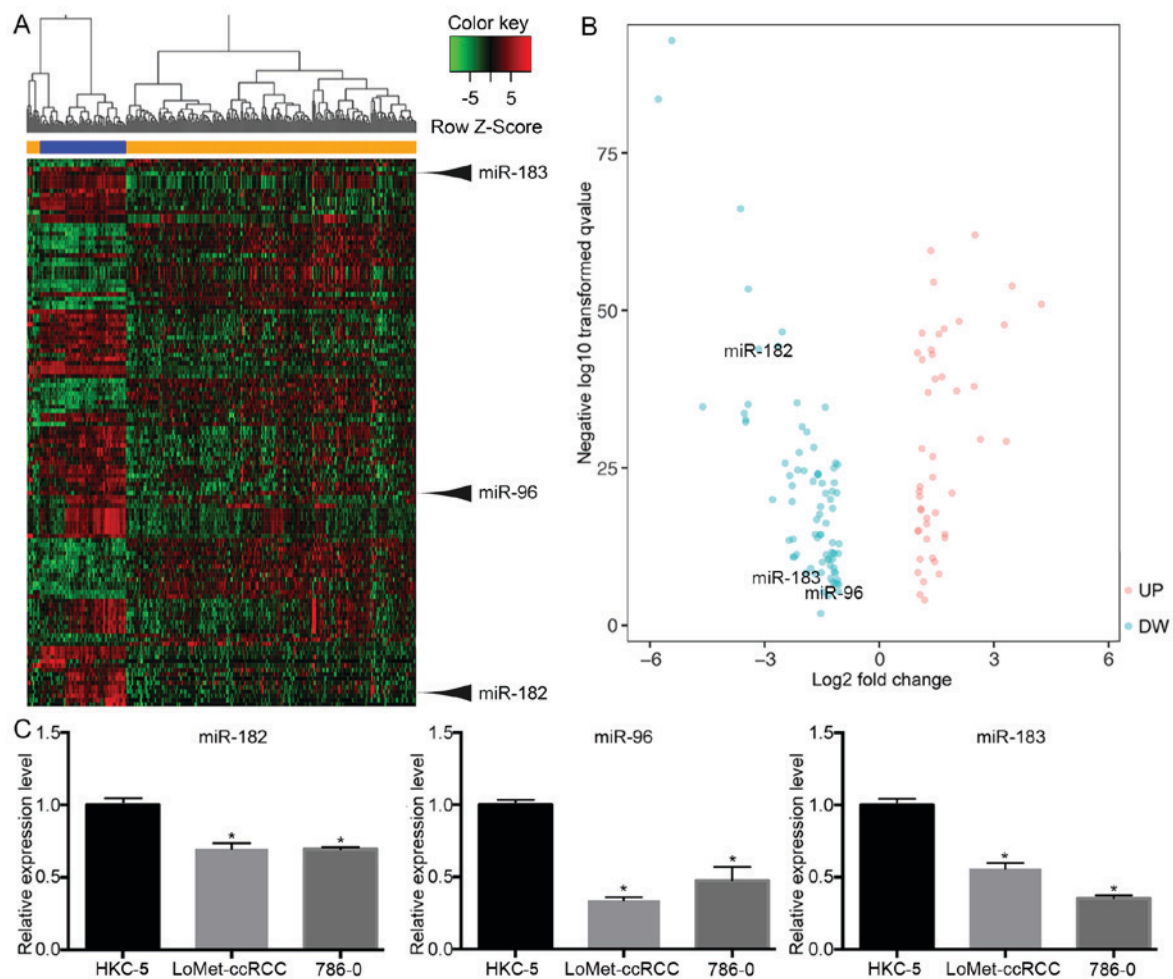 A
Color key
-5 5
Row Z-Score
miR-183
miR-96
miR-182
B
Negative log10 transformed qvalue
75
50
25
0
miR-182
miR-183
miR-96
-6 -3 0 3 6
Log2 fold change
UP
DW
C
miR-182
Relative expression level
1.5
1.0
0.5
0.0
*
*
HKC-5 LoMet-ccRCC 786-0
miR-96
Relative expression level
1.5
1.0
0.5
0.0
*
*
HKC-5 LoMet-ccRCC 786-0
miR-183
Relative expression level
1.5
1.0
0.5
0.0
*
*
HKC-5 LoMet-ccRCC 786-0